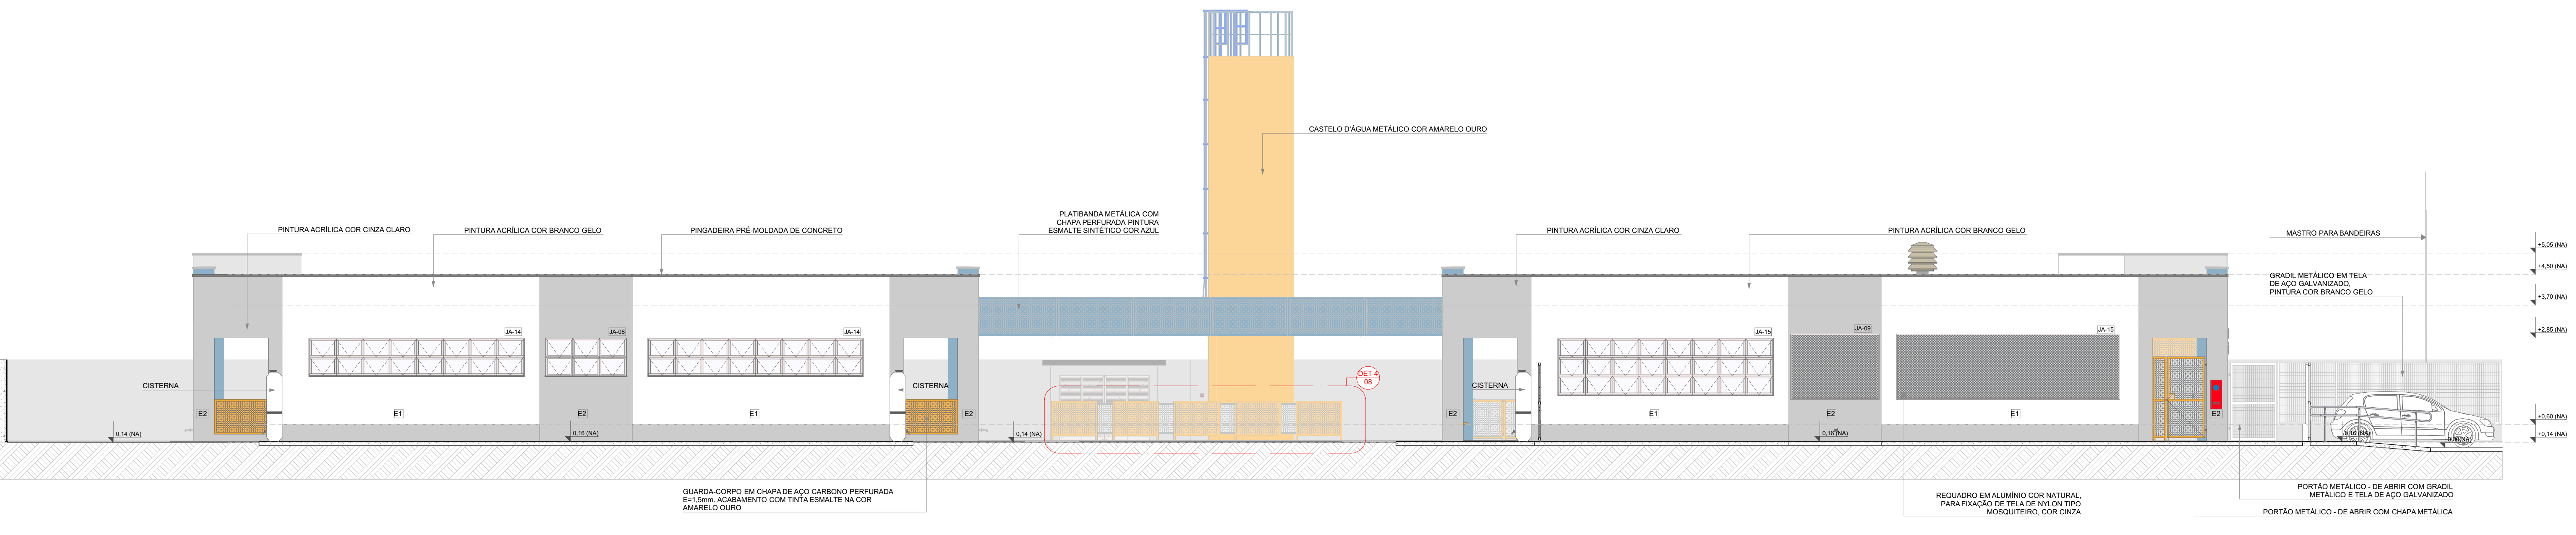 CASTELO D'ÁGUA METÁLICO COR AMARELO OURO
PLATIBANDA METÁLICA COM
CHAPA PERFURADA PINTURA
ESMALTE SINTÉTICO COR AZUL
PINTURA ACRÍLICA COR CINZA CLARO
PINTURA ACRÍLICA COR BRANCO GELO
PINGADEIRA PRÉ-MOLDADA DE CONCRETO
PINTURA ACRÍLICA COR CINZA CLARO
PINTURA ACRÍLICA COR BRANCO GELO
MASTRO PARA BANDEIRAS
GRADIL METÁLICO EM TELA
DE AÇO GALVANIZADO,
PINTURA COR BRANCO GELO
+5,05 (NA)
+4,50 (NA)
+3,70 (NA)
+2,85 (NA)
+0,60 (NA)
+0,14 (NA)
JA-14
JA-08
JA-14
JA-15
JA-09
JA-15
DET 4
08
CISTERNA
CISTERNA
CISTERNA
E2
E1
E2
E1
E2
E2
E1
E2
E1
E2
0,14 (NA)
0,16 (NA)
0,14 (NA)
0,16 (NA)
0,16 (NA)
0,00(NA)
GUARDA-CORPO EM CHAPA DE AÇO CARBONO PERFURADA
E=1,5mm. ACABAMENTO COM TINTA ESMALTE NA COR
AMARELO OURO
REQUADRO EM ALUMÍNIO COR NATURAL,
PARA FIXAÇÃO DE TELA DE NYLON TIPO
MOSQUITEIRO, COR CINZA
PORTÃO METÁLICO - DE ABRIR COM GRADIL
METÁLICO E TELA DE AÇO GALVANIZADO
PORTÃO METÁLICO - DE ABRIR COM CHAPA METÁLICA